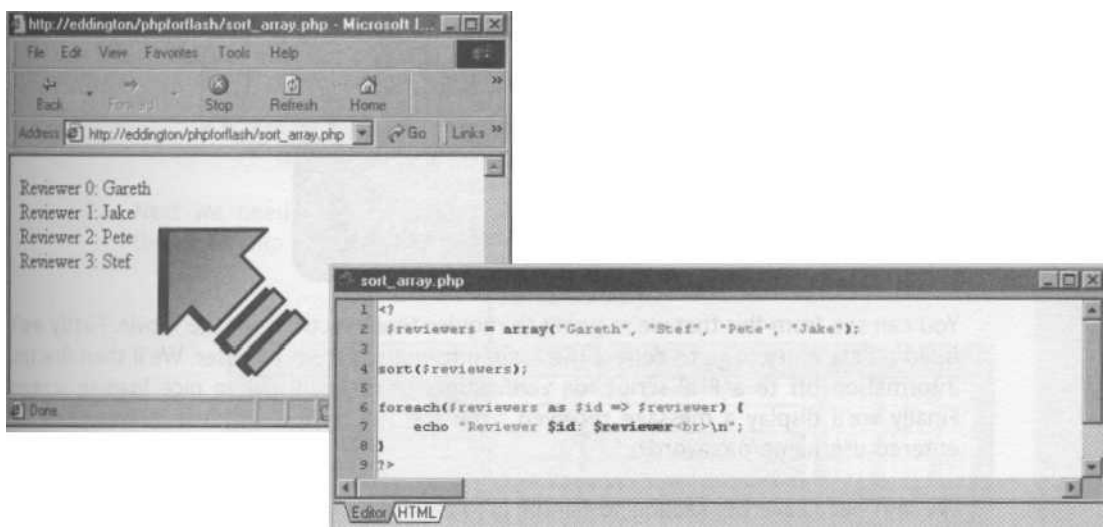 http://eddington/phpforflash/sort_array.php - Microsoft I...
File Edit View Favorites Tools Help
Back Forward Stop Refresh Home »
Address http://eddington/phpforflash/sort_array.php Go Links »
Reviewer 0: Gareth
Reviewer 1: Jake
Reviewer 2: Pete
Reviewer 3: Stef
Done
sort_array.php
1 <?
2 $reviewers = array("Gareth", "Stef", "Pete", "Jake");
3
4 sort($reviewers);
5
6 foreach($reviewers as $id => $reviewer) {
7 echo "Reviewer $id: $reviewer<br>\n";
8 }
9 ?>
Editor HTML